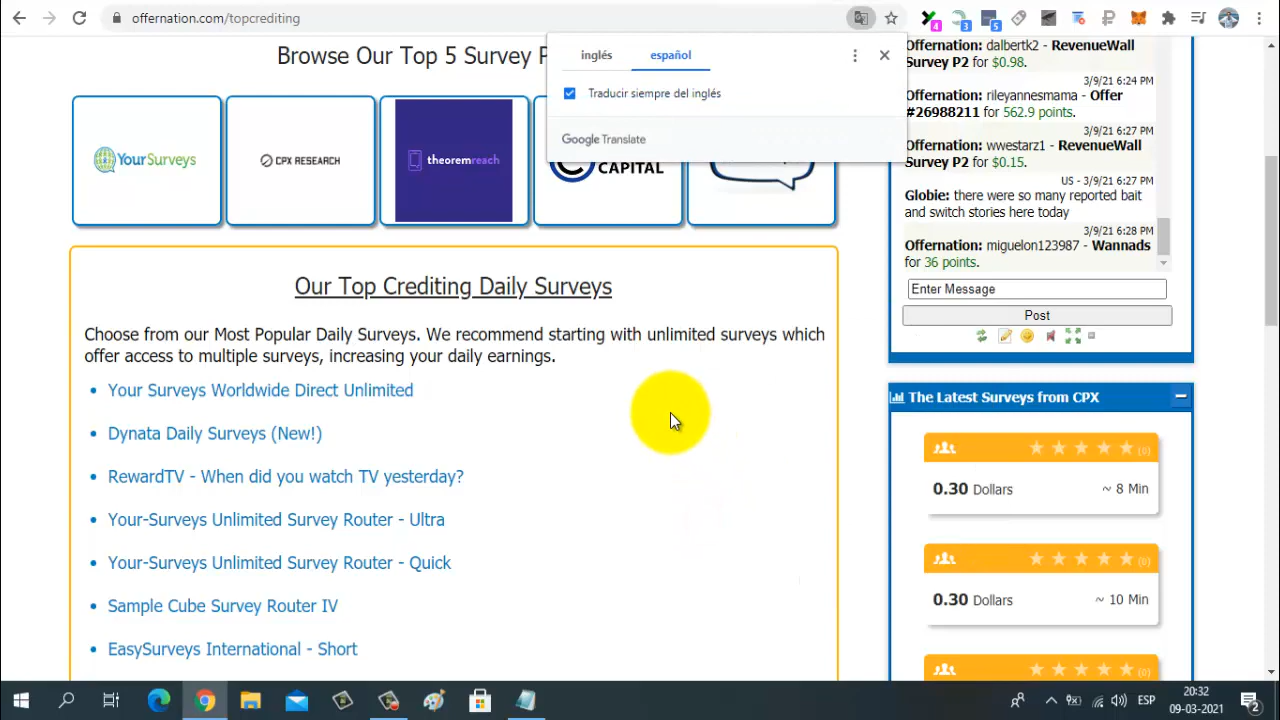 offernation.com/topcrediting
4
3
5
Browse Our Top 5 Survey P
inglés
español
Traducir siempre del inglés
Google Translate
YourSurveys
CPX RESEARCH
theoremreach
CAPITAL
Our Top Crediting Daily Surveys
Choose from our Most Popular Daily Surveys. We recommend starting with unlimited surveys which
offer access to multiple surveys, increasing your daily earnings.
• Your Surveys Worldwide Direct Unlimited
• Dynata Daily Surveys (New!)
• RewardTV - When did you watch TV yesterday?
• Your-Surveys Unlimited Survey Router - Ultra
• Your-Surveys Unlimited Survey Router - Quick
• Sample Cube Survey Router IV
• EasySurveys International - Short
Offernation: dalbertk2 - RevenueWall
Survey P2 for $0.98.
3/9/21 6:24 PM
Offernation: rileyannesmama - Offer
#26988211 for 562.9 points.
3/9/21 6:27 PM
Offernation: wwestarz1 - RevenueWall
Survey P2 for $0.15.
US - 3/9/21 6:27 PM
Globie: there were so many reported bait
and switch stories here today
3/9/21 6:28 PM
Offernation: miguelon123987 - Wannads
for 36 points.
Enter Message
Post
The Latest Surveys from CPX
(0)
0.30 Dollars ~ 8 Min
(0)
0.30 Dollars ~ 10 Min
(0)
ESP
20:32
09-03-2021
2